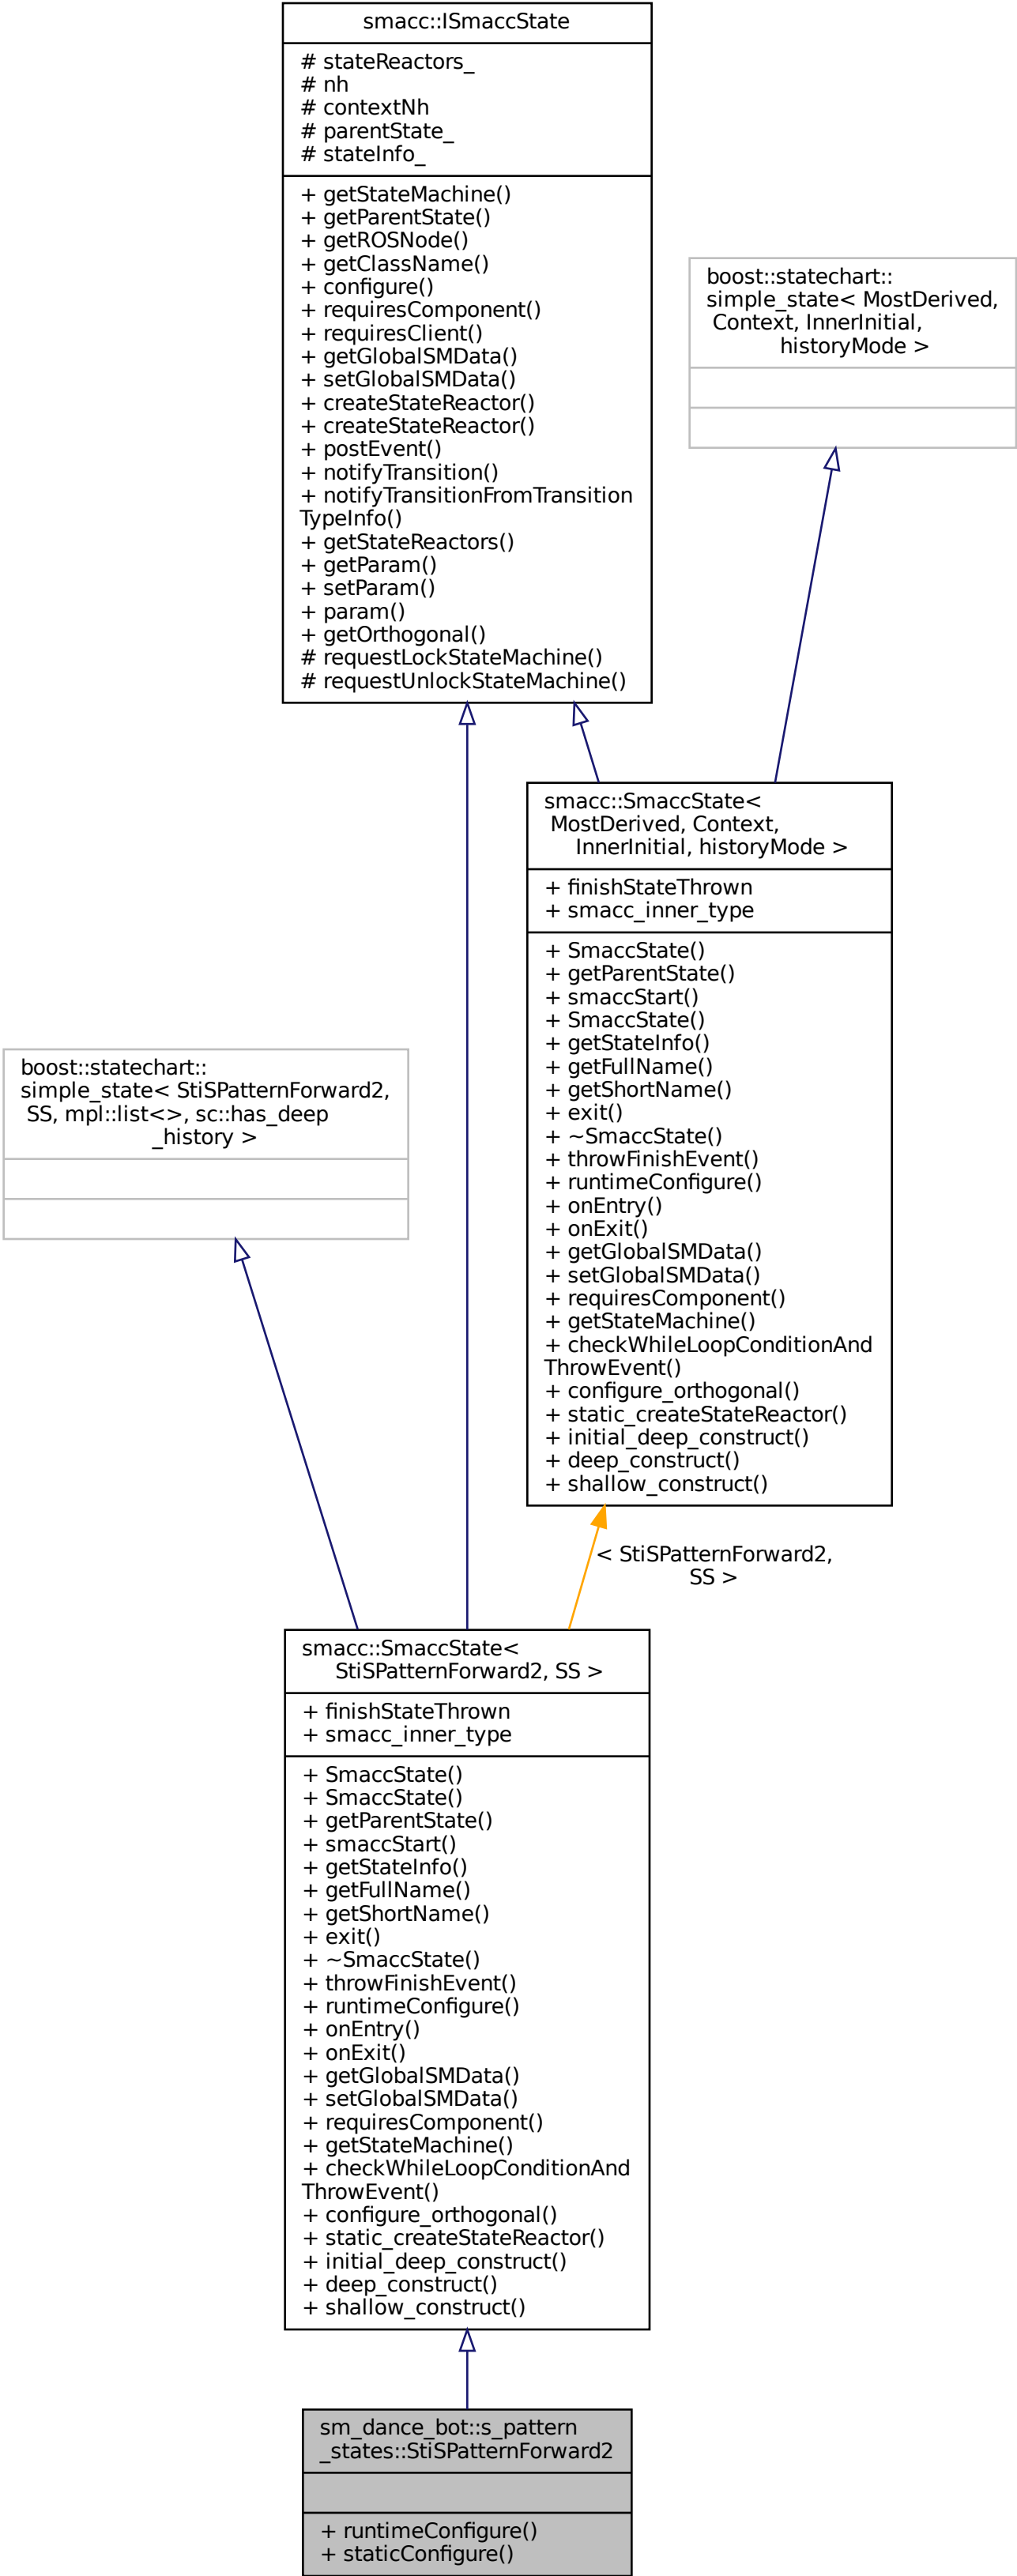 smacc::ISmaccState
# stateReactors_
# nh
# contextNh
# parentState_
# stateInfo_
+ getStateMachine()
+ getParentState()
+ getROSNode()
+ getClassName()
+ configure()
+ requiresComponent()
+ requiresClient()
+ getGlobalSMData()
+ setGlobalSMData()
+ createStateReactor()
+ createStateReactor()
+ postEvent()
+ notifyTransition()
+ notifyTransitionFromTransition
TypeInfo()
+ getStateReactors()
+ getParam()
+ setParam()
+ param()
+ getOrthogonal()
# requestLockStateMachine()
# requestUnlockStateMachine()
boost::statechart::
simple_state< MostDerived,
Context, InnerInitial,
historyMode >
smacc::SmaccState<
MostDerived, Context,
InnerInitial, historyMode >
+ finishStateThrown
+ smacc_inner_type
+ SmaccState()
+ getParentState()
+ smaccStart()
+ SmaccState()
+ getStateInfo()
+ getFullName()
+ getShortName()
+ exit()
+ ~SmaccState()
+ throwFinishEvent()
+ runtimeConfigure()
+ onEntry()
+ onExit()
+ getGlobalSMData()
+ setGlobalSMData()
+ requiresComponent()
+ getStateMachine()
+ checkWhileLoopConditionAnd
ThrowEvent()
+ configure_orthogonal()
+ static_createStateReactor()
+ initial_deep_construct()
+ deep_construct()
+ shallow_construct()
boost::statechart::
simple_state< StiSPatternForward2,
SS, mpl::list<>, sc::has_deep
_history >
< StiSPatternForward2,
SS >
smacc::SmaccState<
StiSPatternForward2, SS >
+ finishStateThrown
+ smacc_inner_type
+ SmaccState()
+ SmaccState()
+ getParentState()
+ smaccStart()
+ getStateInfo()
+ getFullName()
+ getShortName()
+ exit()
+ ~SmaccState()
+ throwFinishEvent()
+ runtimeConfigure()
+ onEntry()
+ onExit()
+ getGlobalSMData()
+ setGlobalSMData()
+ requiresComponent()
+ getStateMachine()
+ checkWhileLoopConditionAnd
ThrowEvent()
+ configure_orthogonal()
+ static_createStateReactor()
+ initial_deep_construct()
+ deep_construct()
+ shallow_construct()
sm_dance_bot::s_pattern
_states::StiSPatternForward2
+ runtimeConfigure()
+ staticConfigure()